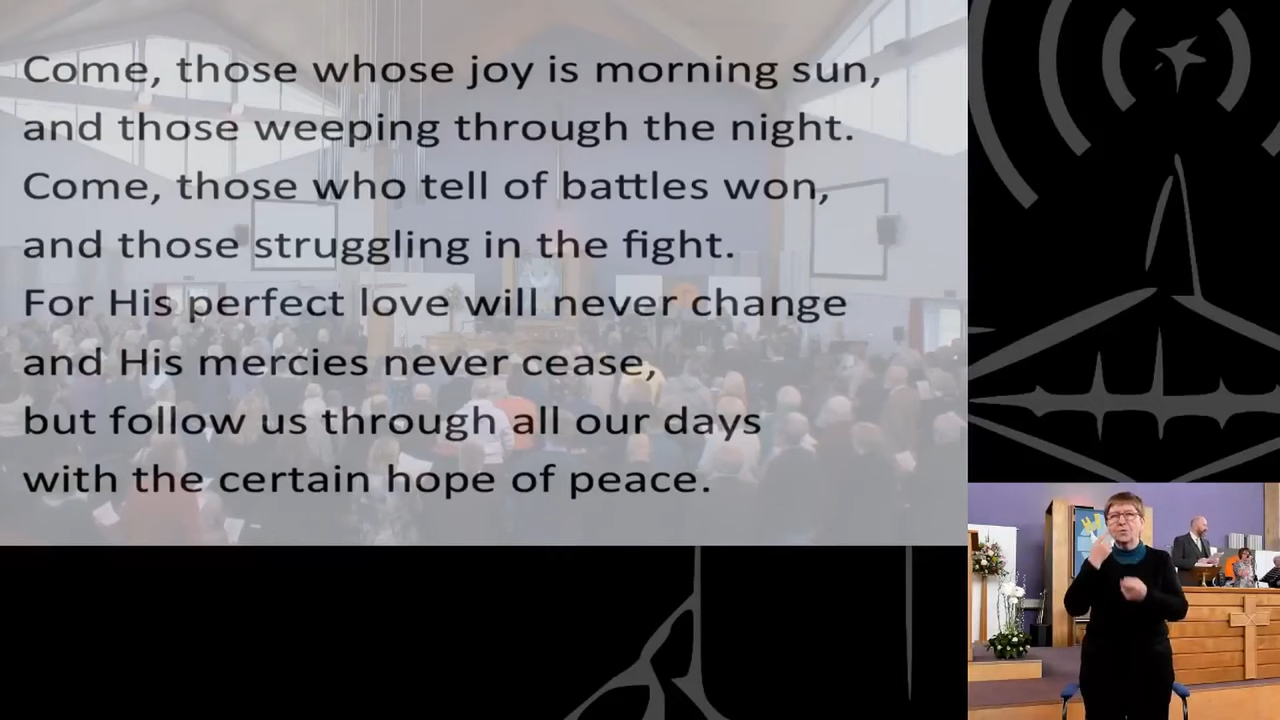 Come, those whose joy is morning sun,
and those weeping through the night.
Come, those who tell of battles won,
and those struggling in the fight.
For His perfect love will never change
and His mercies never cease,
but follow us through all our days
with the certain hope of peace.